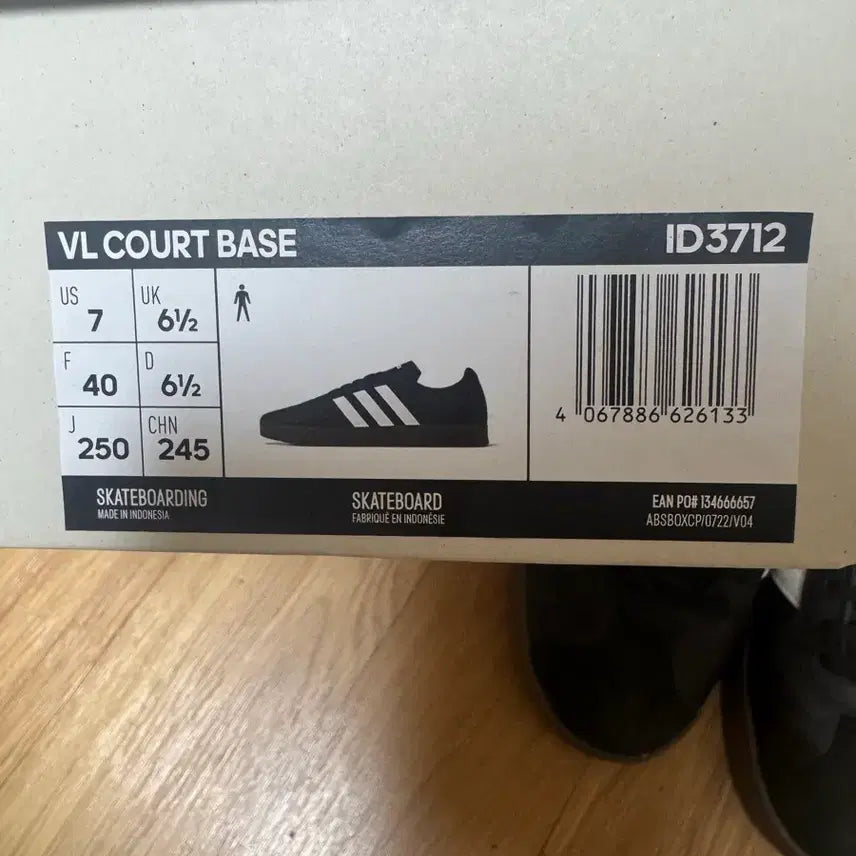 VL COURT BASE ID3712
US 7 UK 6½
F 40 D 6½
J 250 CHN 245
4 067886 626133
SKATEBOARDING SKATEBOARD EAN PO# 134666657
MADE IN INDONESIA FABRIQUÉ EN INDONÉSIE ABSBOXCP/0722/V04